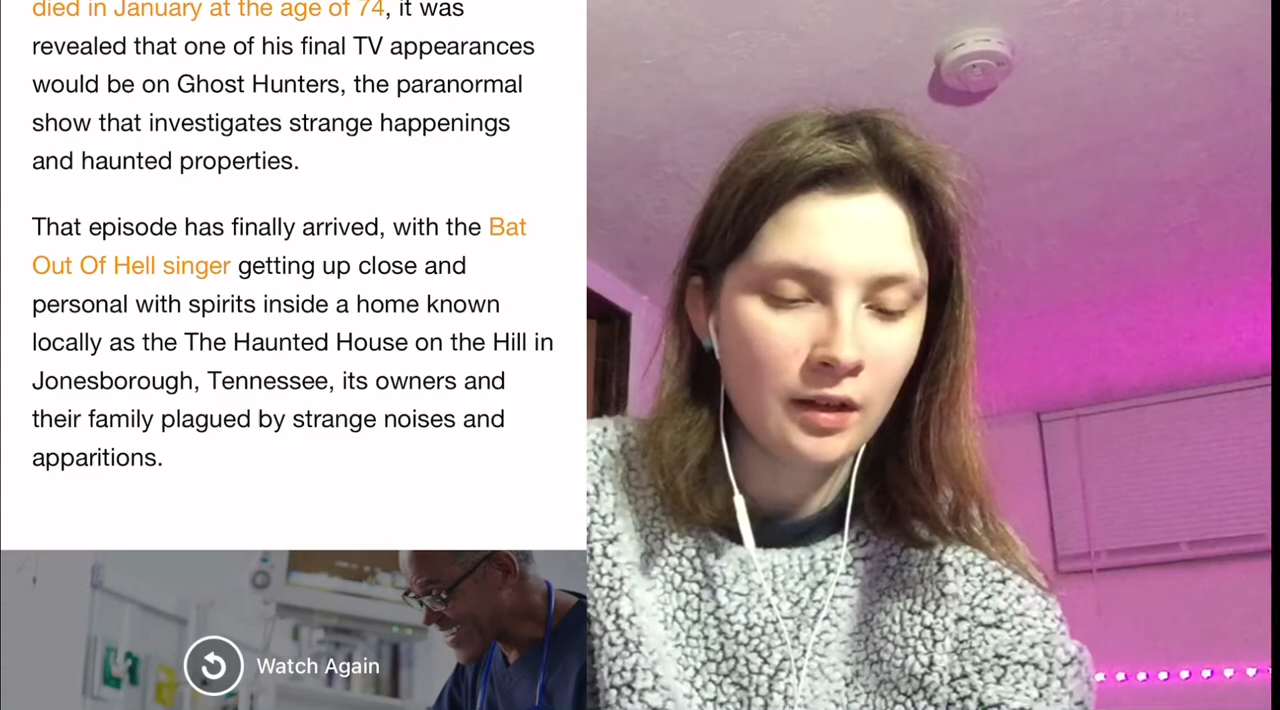 died in January at the age of 74, it was
revealed that one of his final TV appearances
would be on Ghost Hunters, the paranormal
show that investigates strange happenings
and haunted properties.
That episode has finally arrived, with the Bat
Out Of Hell singer getting up close and
personal with spirits inside a home known
locally as the The Haunted House on the Hill in
Jonesborough, Tennessee, its owners and
their family plagued by strange noises and
apparitions.
Watch Again